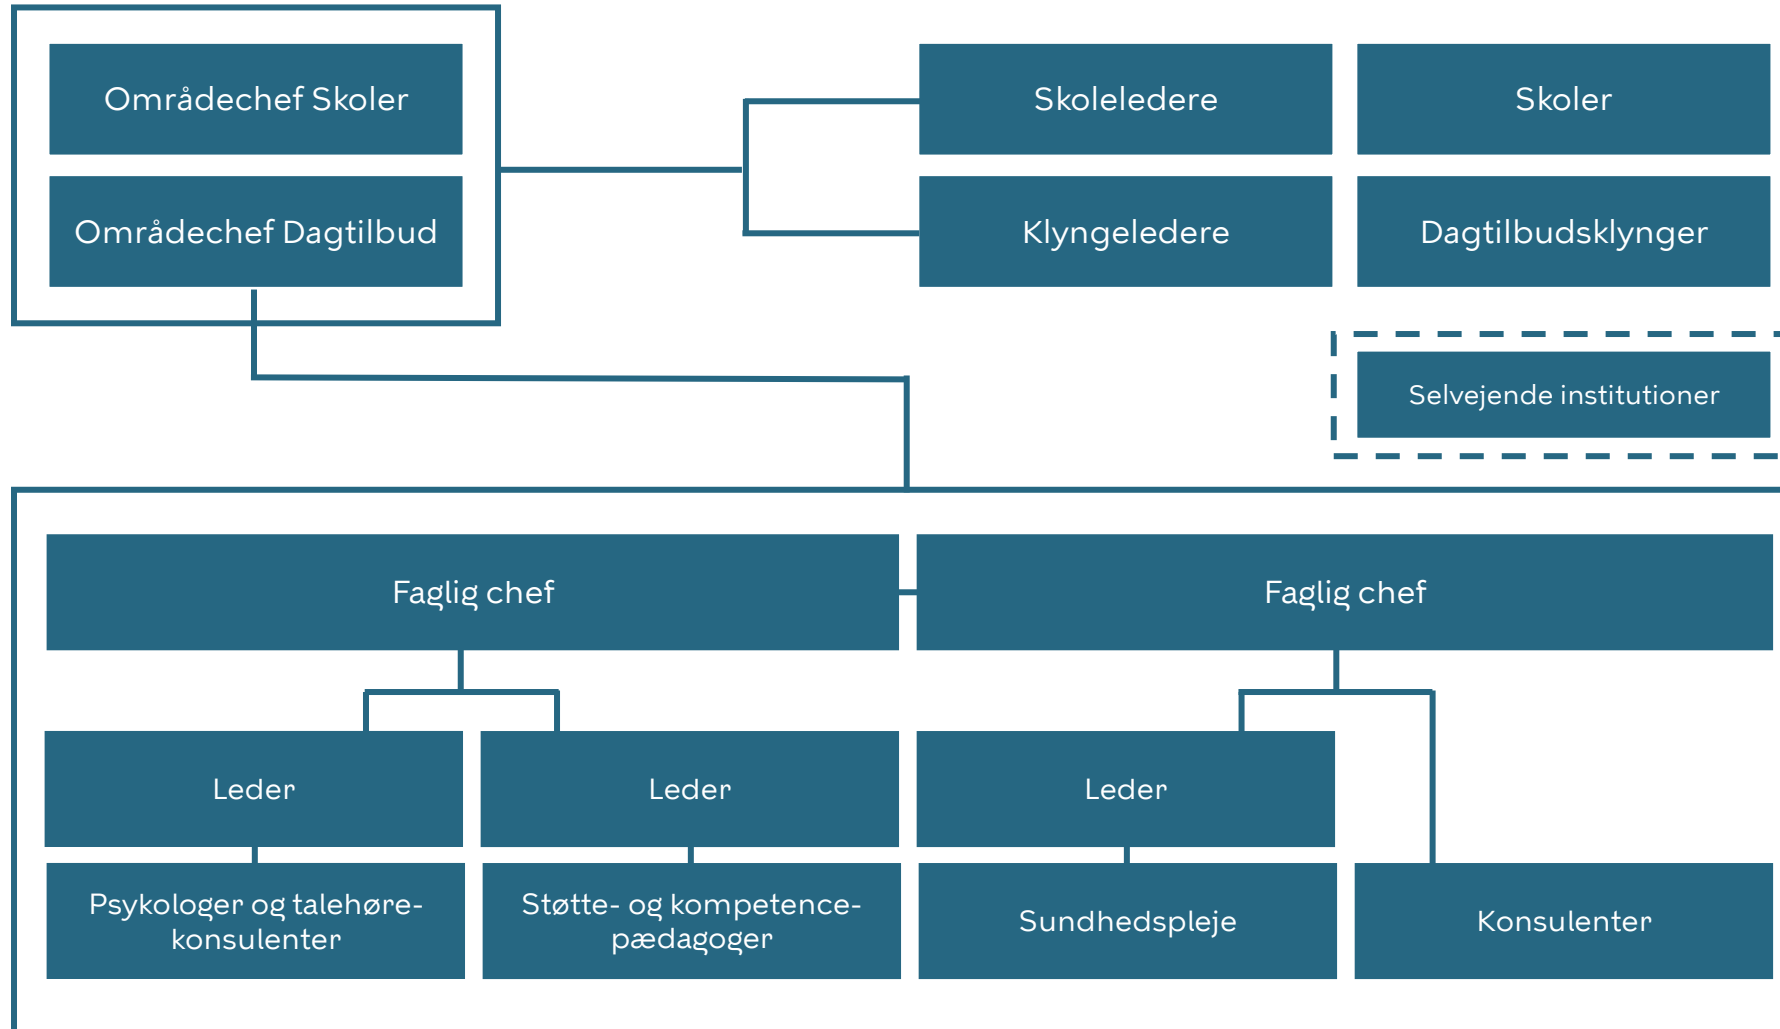 Områdechef Skoler
Skoleledere
Skoler
Områdechef Dagtilbud
Klyngeledere
Dagtilbudsklynger
Selvejende institutioner
Faglig chef
Faglig chef
Leder
Leder
Leder
Psykologer og talehøre-
konsulenter
Støtte- og kompetence-
pædagoger
Sundhedspleje
Konsulenter